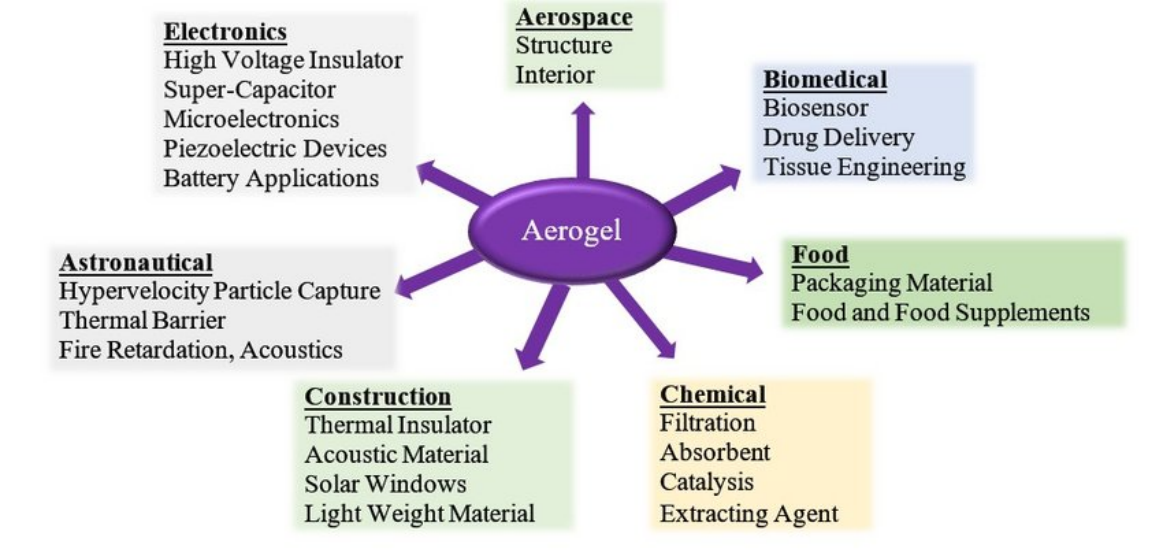 Electronics
High Voltage Insulator
Super-Capacitor
Microelectronics
Piezoelectric Devices
Battery Applications
Aerospace
Structure
Interior
Biomedical
Biosensor
Drug Delivery
Tissue Engineering
Aerogel
Astronautical
Hypervelocity Particle Capture
Thermal Barrier
Fire Retardation, Acoustics
Food
Packaging Material
Food and Food Supplements
Construction
Thermal Insulator
Acoustic Material
Solar Windows
Light Weight Material
Chemical
Filtration
Absorbent
Catalysis
Extracting Agent